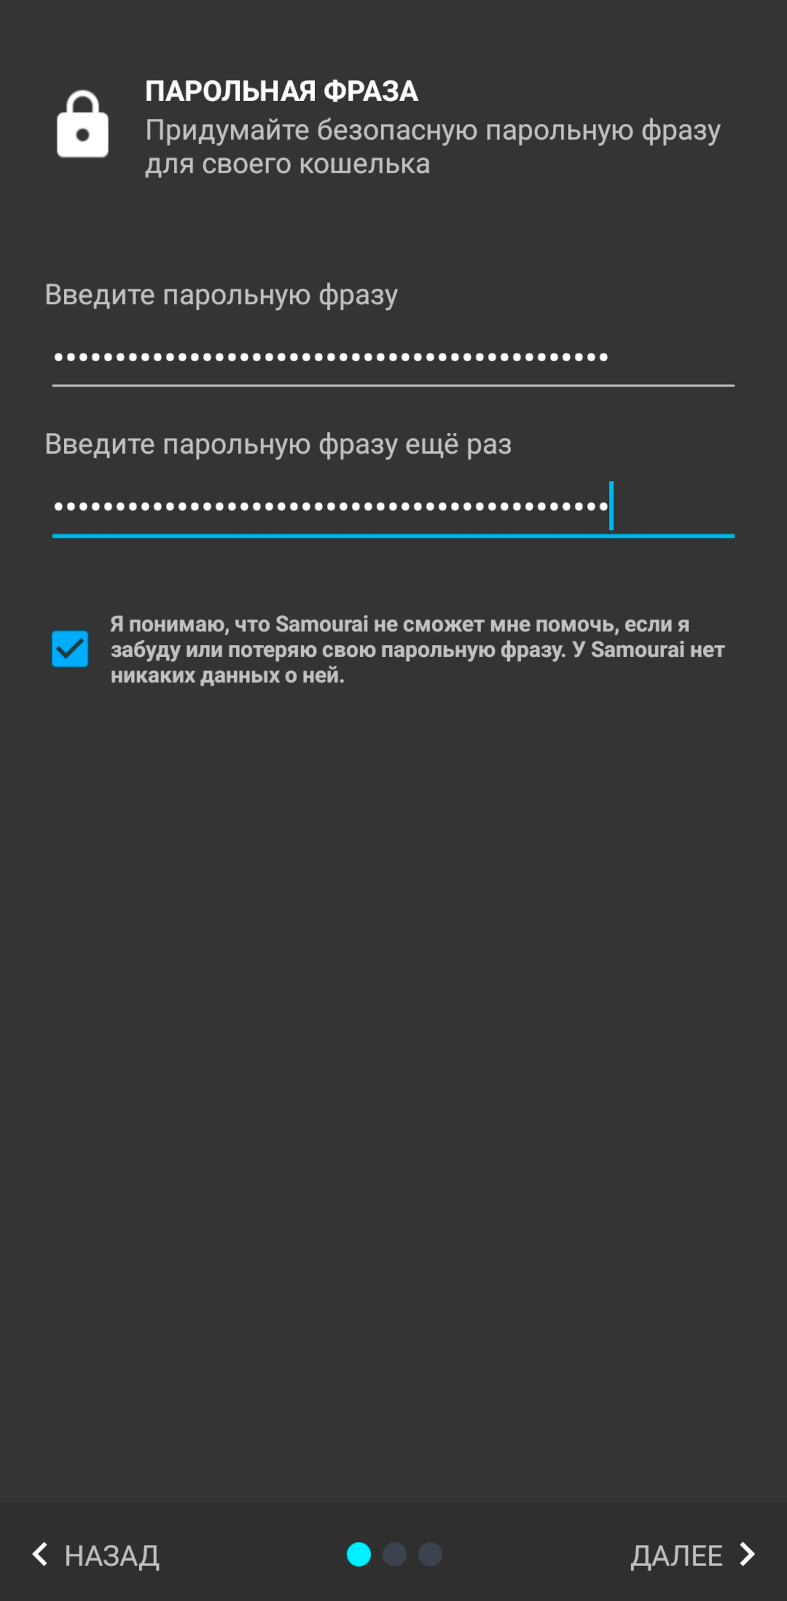 ПАРОЛЬНАЯ ФРАЗА
Придумайте безопасную парольную фразу
для своего кошелька
Введите парольную фразу
Введите парольную фразу ещё раз
Я понимаю, что Samourai не сможет мне помочь, если я
забуду или потеряю свою парольную фразу. У Samourai нет
никаких данных о ней.
НАЗАД
ДАЛЕЕ